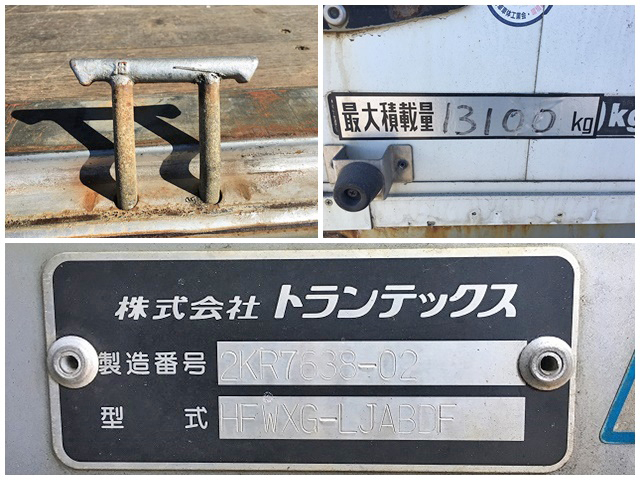 最大積載量 13100 kg
kg
株式会社 トランテックス
製造番号 2KR7638-02
型式 HFWXG-LJABDF